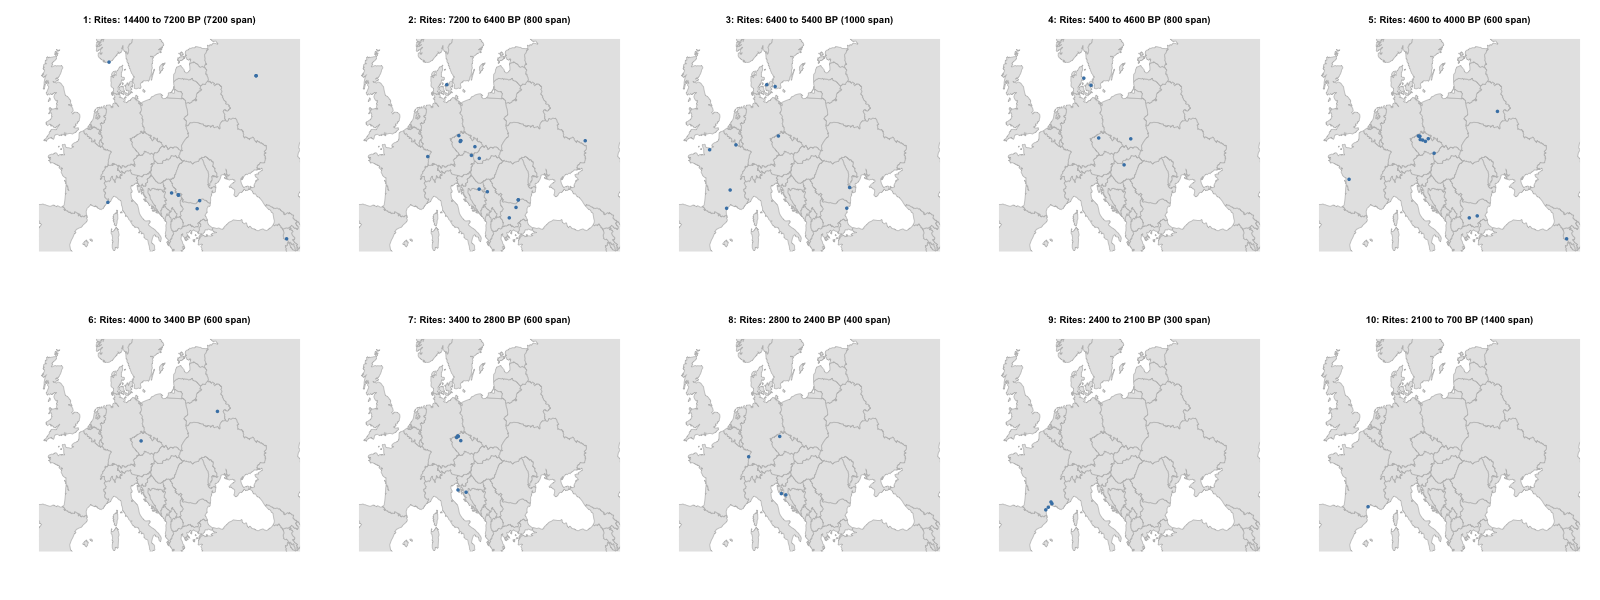 1: Rites: 14400 to 7200 BP (7200 span)
2: Rites: 7200 to 6400 BP (800 span)
3: Rites: 6400 to 5400 BP (1000 span)
4: Rites: 5400 to 4600 BP (800 span)
5: Rites: 4600 to 4000 BP (600 span)
6: Rites: 4000 to 3400 BP (600 span)
7: Rites: 3400 to 2800 BP (600 span)
8: Rites: 2800 to 2400 BP (400 span)
9: Rites: 2400 to 2100 BP (300 span)
10: Rites: 2100 to 700 BP (1400 span)